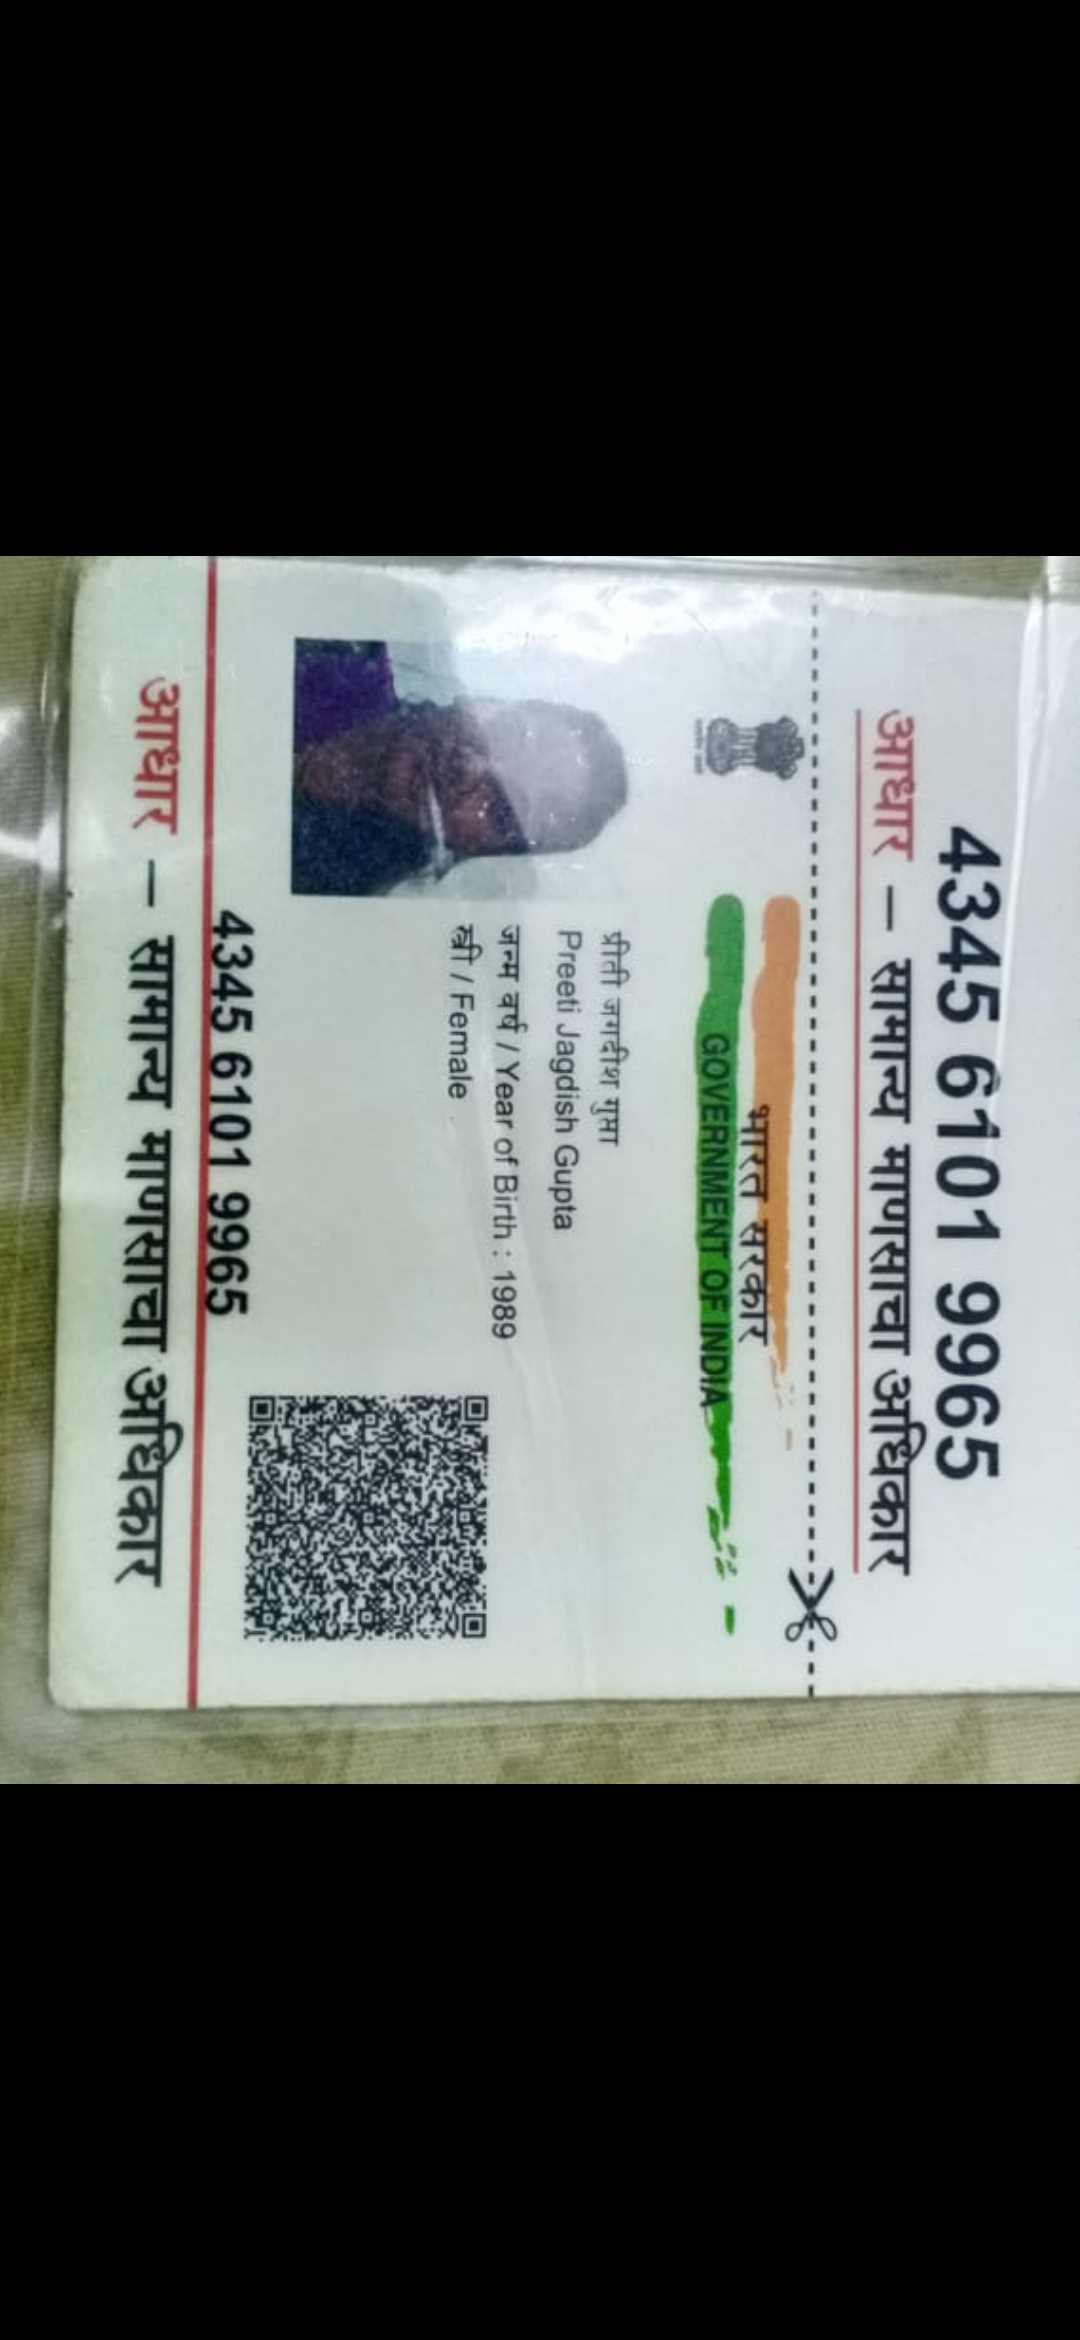 4345 6101 9965
आधार – सामान्य माणसाचा अधिकार
भारत सरकार
GOVERNMENT OF INDIA
प्रीती जगदीश गुप्ता
Preeti Jagdish Gupta
जन्म वर्ष / Year of Birth : 1989
स्त्री / Female
4345 6101 9965
आधार – सामान्य माणसाचा अधिकार